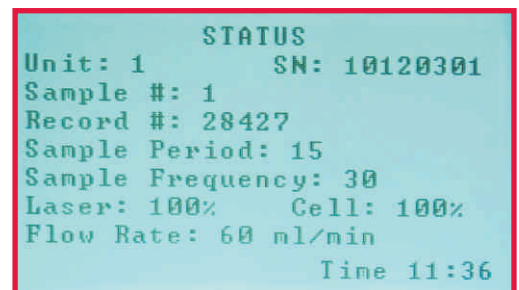 STATUS
Unit: 1 SN: 10120301
Sample #: 1
Record #: 28427
Sample Period: 15
Sample Frequency: 30
Laser: 100% Cell: 100%
Flow Rate: 60 ml/min
Time 11:36